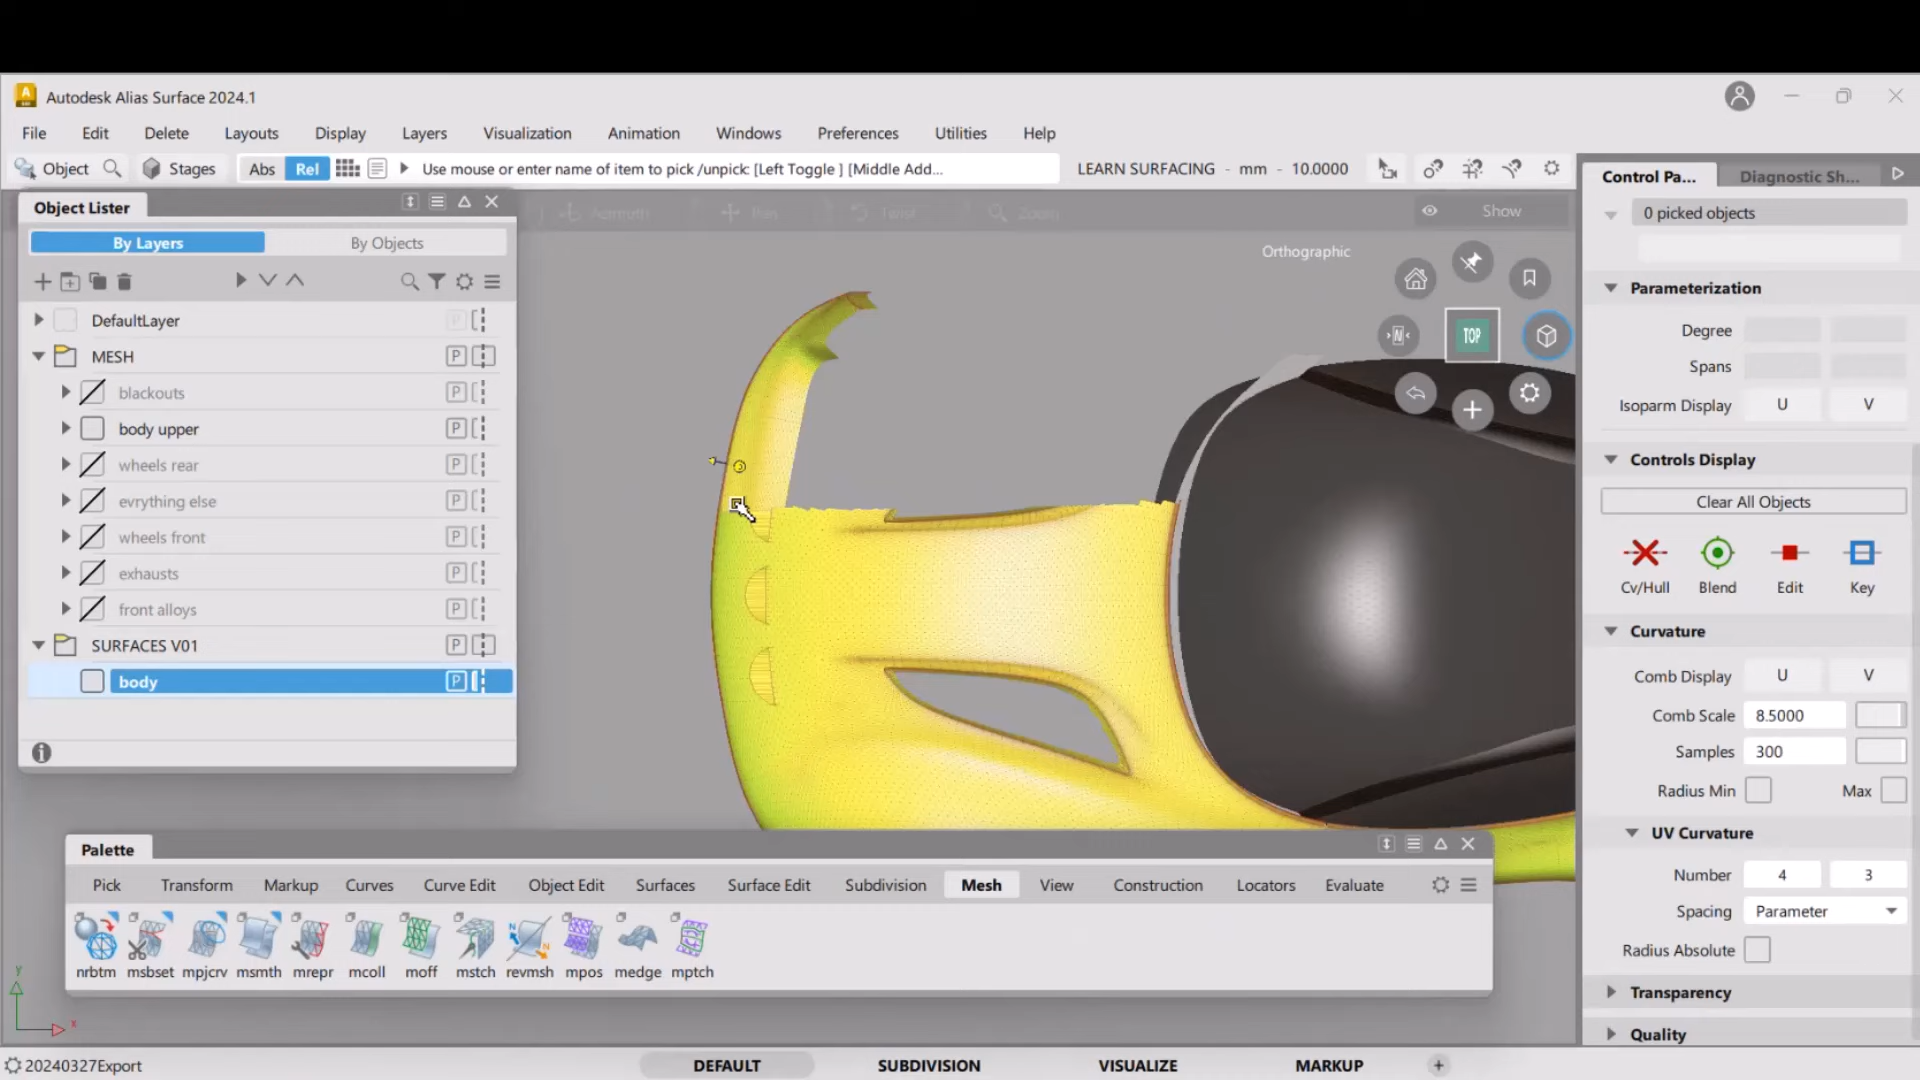 Autodesk Alias Surface 2024.1
File Edit Delete Layouts Display Layers Visualization Animation Windows Preferences Utilities Help
Object Stages Abs Rel Use mouse or enter name of item to pick /unpick: [Left Toggle ] [Middle Add... LEARN SURFACING - mm - 10.0000
Control Pa... Diagnostic Sh...
Object Lister
Azimuth Twist Zoom Show
0 picked objects
By Layers By Objects
Orthographic
Parameterization
DefaultLayer P
Degree
MESH P
N TOP
Spans
blackouts P
Isoparm Display U V
body upper P
wheels rear P
Controls Display
evrything else P
Clear All Objects
wheels front P
exhausts P
Cv/Hull Blend Edit Key
front alloys P
Curvature
SURFACES V01 P
body P
Comb Display U V
Comb Scale 8.5000
Samples 300
Radius Min Max
UV Curvature
Palette
Number 4 3
Pick Transform Markup Curves Curve Edit Object Edit Surfaces Surface Edit Subdivision Mesh View Construction Locators Evaluate
Spacing Parameter
Radius Absolute
nrbtm msbset mpjcrv msmth mrepr mcoll moff mstch revmsh mpos medge mptch
Transparency
y
x
Quality
20240327Export DEFAULT SUBDIVISION VISUALIZE MARKUP